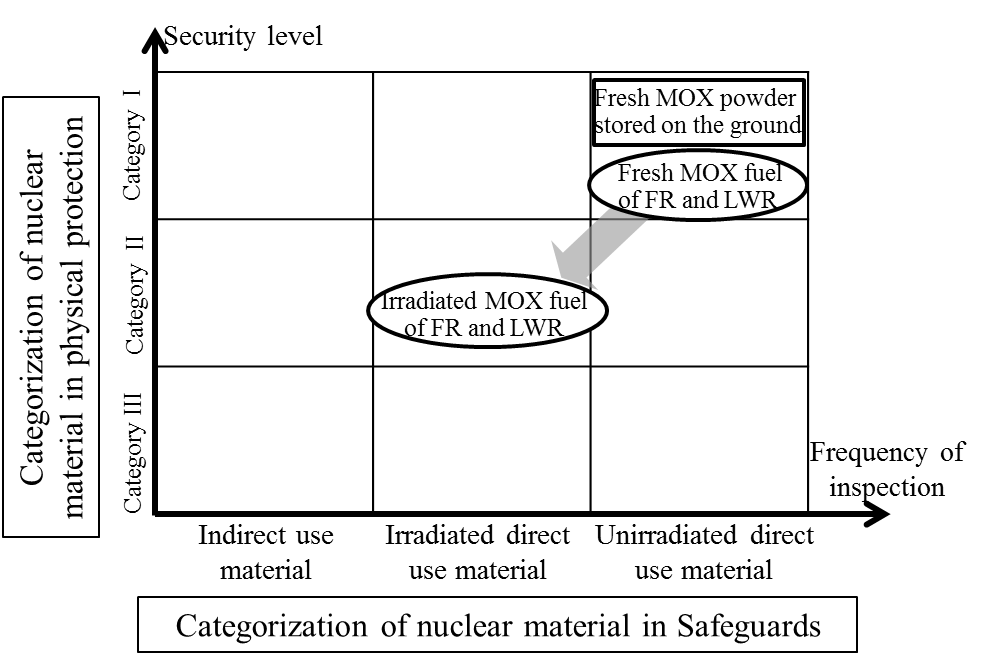 Security level
Categorization of nuclear
material in physical protection
Category I
Category II
Category III
Fresh MOX powder
stored on the ground
Fresh MOX fuel
of FR and LWR
Irradiated MOX fuel
of FR and LWR
Frequency of
inspection
Indirect use
material
Irradiated direct
use material
Unirradiated direct
use material
Categorization of nuclear material in Safeguards